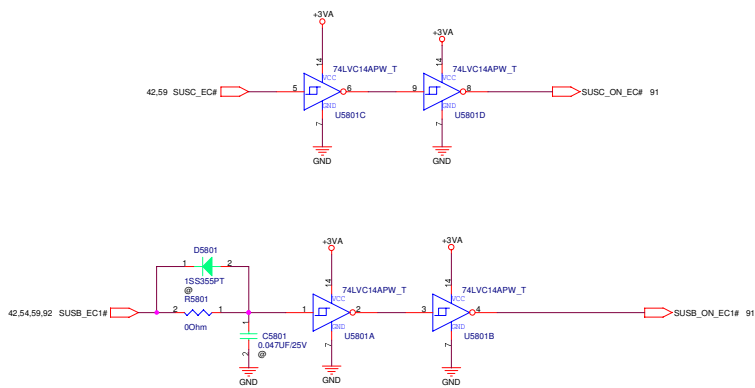 +3VA
+3VA
14
74LVC14APW_T
14
74LVC14APW_T
VCC
VCC
42,59 SUSC_EC#
5
6
9
8
SUSC_ON_EC# 91
GND
GND
7
U5801C
7
U5801D
GND
GND
D5801
+3VA
+3VA
1
2
1SS355PT
@
14
74LVC14APW_T
14
74LVC14APW_T
R5801
VCC
VCC
42,54,59,92 SUSB_EC1#
2
1
1
2
3
4
SUSB_ON_EC1# 91
0Ohm
1
C5801
GND
GND
0.047UF/25V
7
U5801A
7
U5801B
2
@
GND
GND
GND